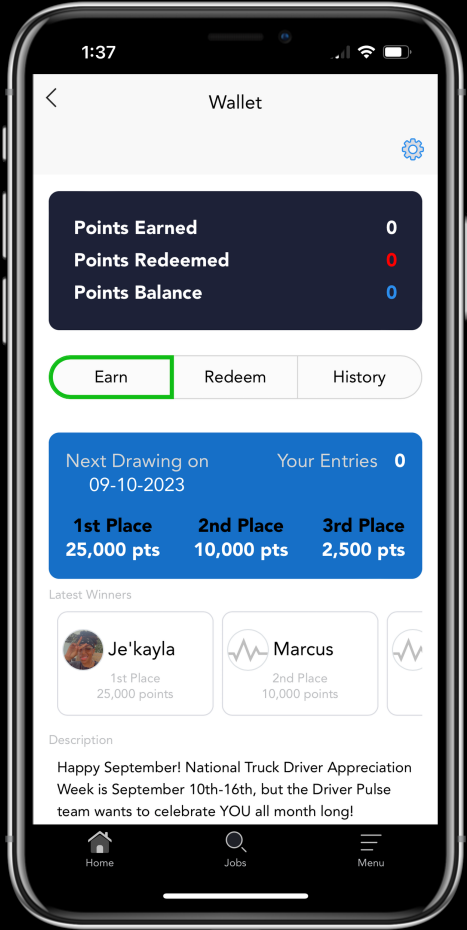 1:37
Wallet
Points Earned 0
Points Redeemed 0
Points Balance 0
Earn Redeem History
Next Drawing on Your Entries 0
09-10-2023
1st Place 2nd Place 3rd Place
25,000 pts 10,000 pts 2,500 pts
Latest Winners
Je'kayla Marcus
1st Place 2nd Place
25,000 points 10,000 points
Description
Happy September! National Truck Driver Appreciation
Week is September 10th-16th, but the Driver Pulse
team wants to celebrate YOU all month long!
Home Jobs Menu